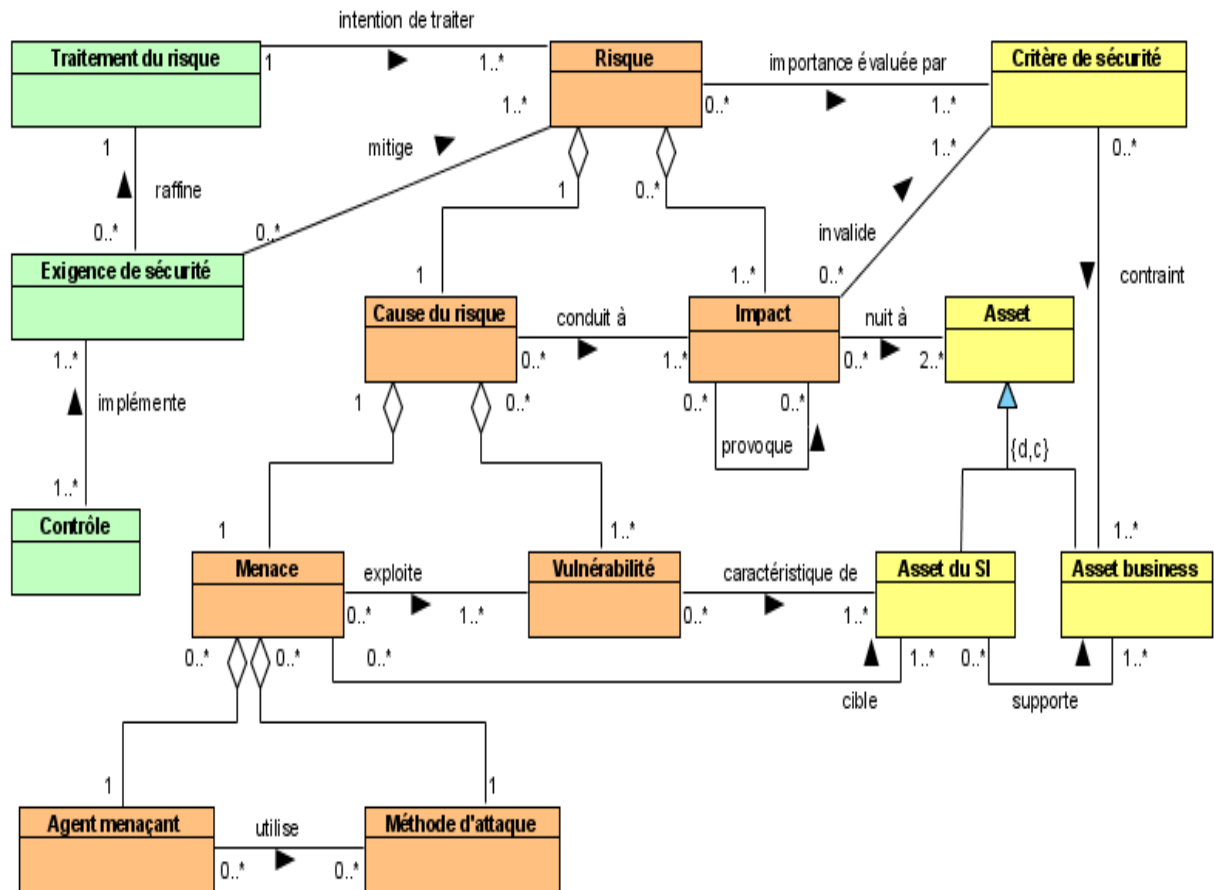 intention de traiter
Traitement du risque
1
1..*
Risque
importance évaluée par
0..*
1..*
Critère de sécurité
1..*
mitige
1
raffine
0..*
0..*
1
0..*
1..*
0..*
invalide
0..*
contraint
Exigence de sécurité
1
1..*
Cause du risque
conduit à
0..*
1..*
Impact
nuit à
0..*
2..*
Asset
1..*
implémente
1..*
1
0..*
0..*
0..*
provoque
{d,c}
Contrôle
1
1..*
1..*
Menace
exploite
0..*
1..*
Vulnérabilité
caractéristique de
0..*
1..*
Asset du SI
Asset business
0..*
0..*
0..*
1..*
0..*
1..*
cible
supporte
1
1
Agent menaçant
utilise
0..*
0..*
Méthode d'attaque